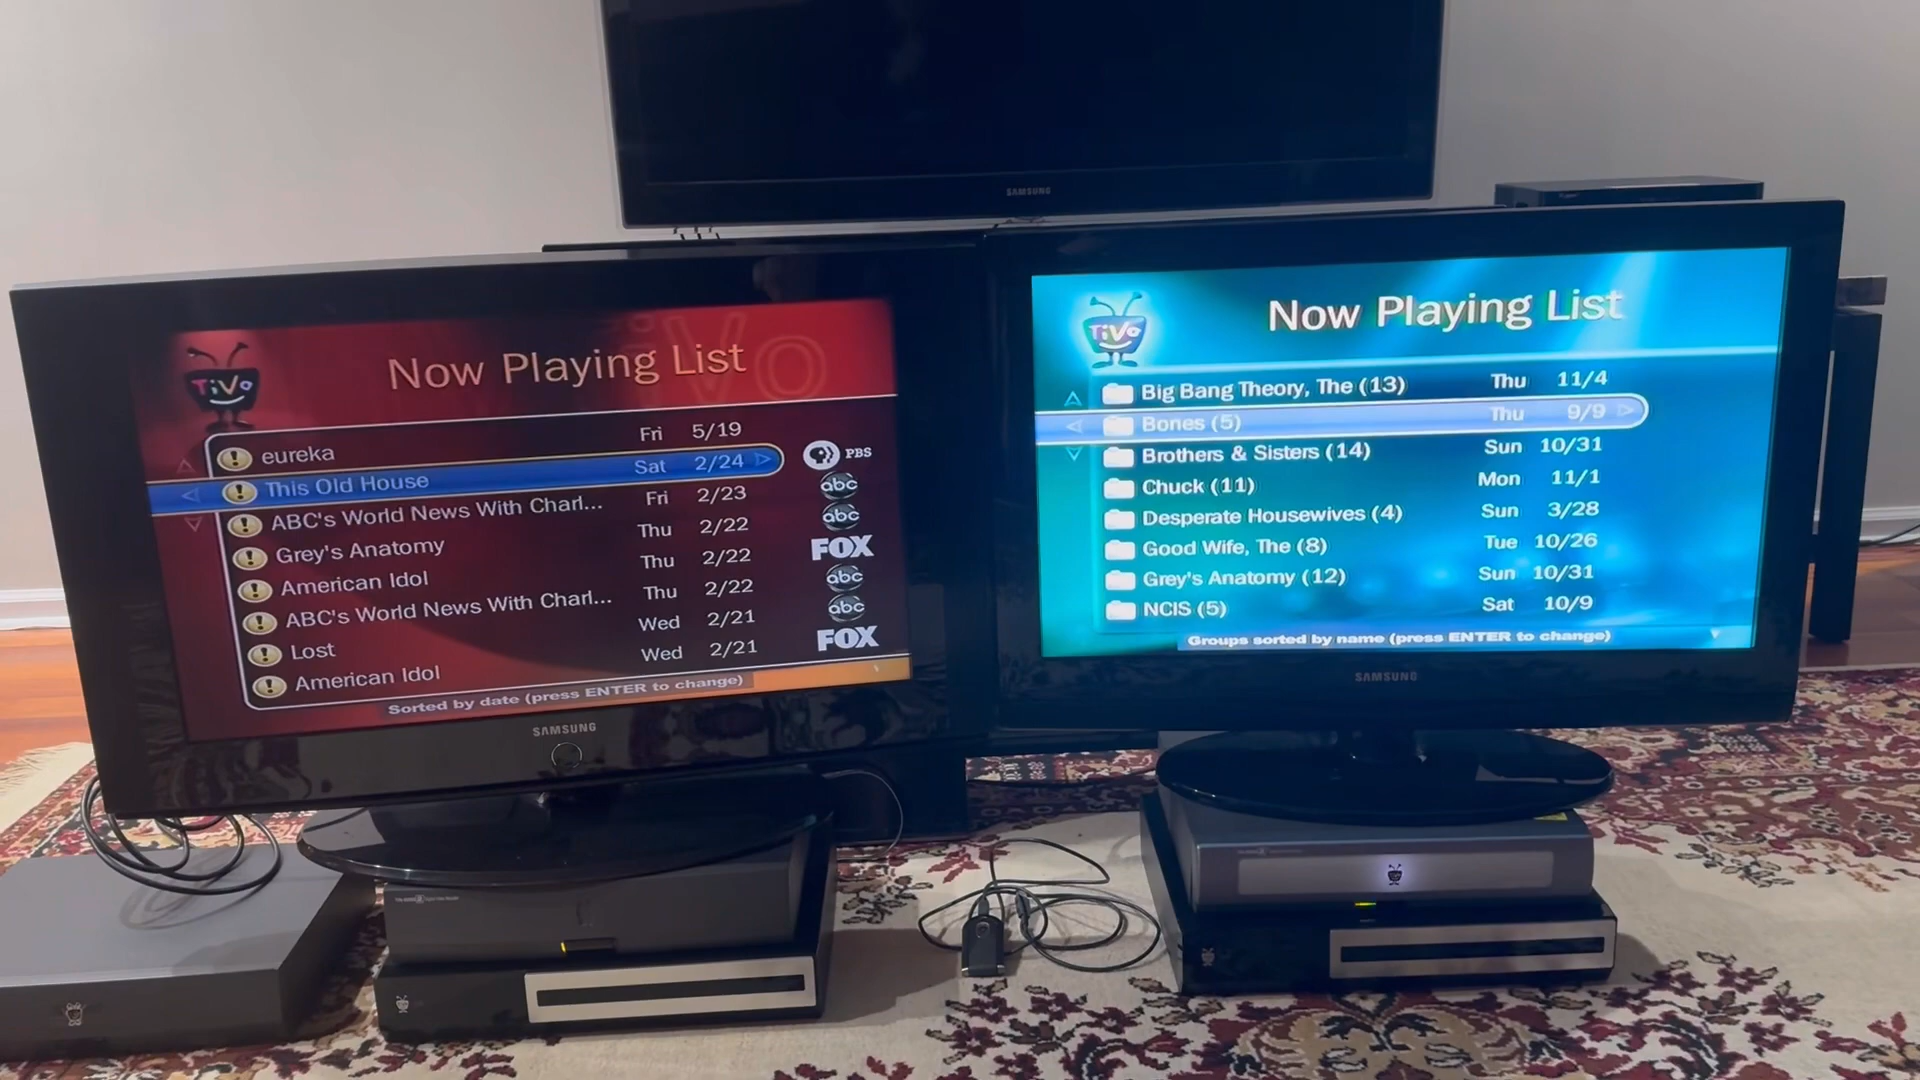 SAMSUNG
TiVo
Now Playing List
eureka Fri 5/19
This Old House Sat 2/24 PBS
ABC's World News With Charl... Fri 2/23 abc
Grey's Anatomy Thu 2/22 abc
American Idol Thu 2/22 FOX
ABC's World News With Charl... Thu 2/22 abc
Lost Wed 2/21 abc
American Idol Wed 2/21 FOX
Sorted by date (press ENTER to change)
SAMSUNG
TiVo
Now Playing List
Big Bang Theory, The (13) Thu 11/4
Bones (5) Thu 9/9
Brothers & Sisters (14) Sun 10/31
Chuck (11) Mon 11/1
Desperate Housewives (4) Sun 3/28
Good Wife, The (8) Tue 10/26
Grey's Anatomy (12) Sun 10/31
NCIS (5) Sat 10/9
Groups sorted by name (press ENTER to change)
SAMSUNG